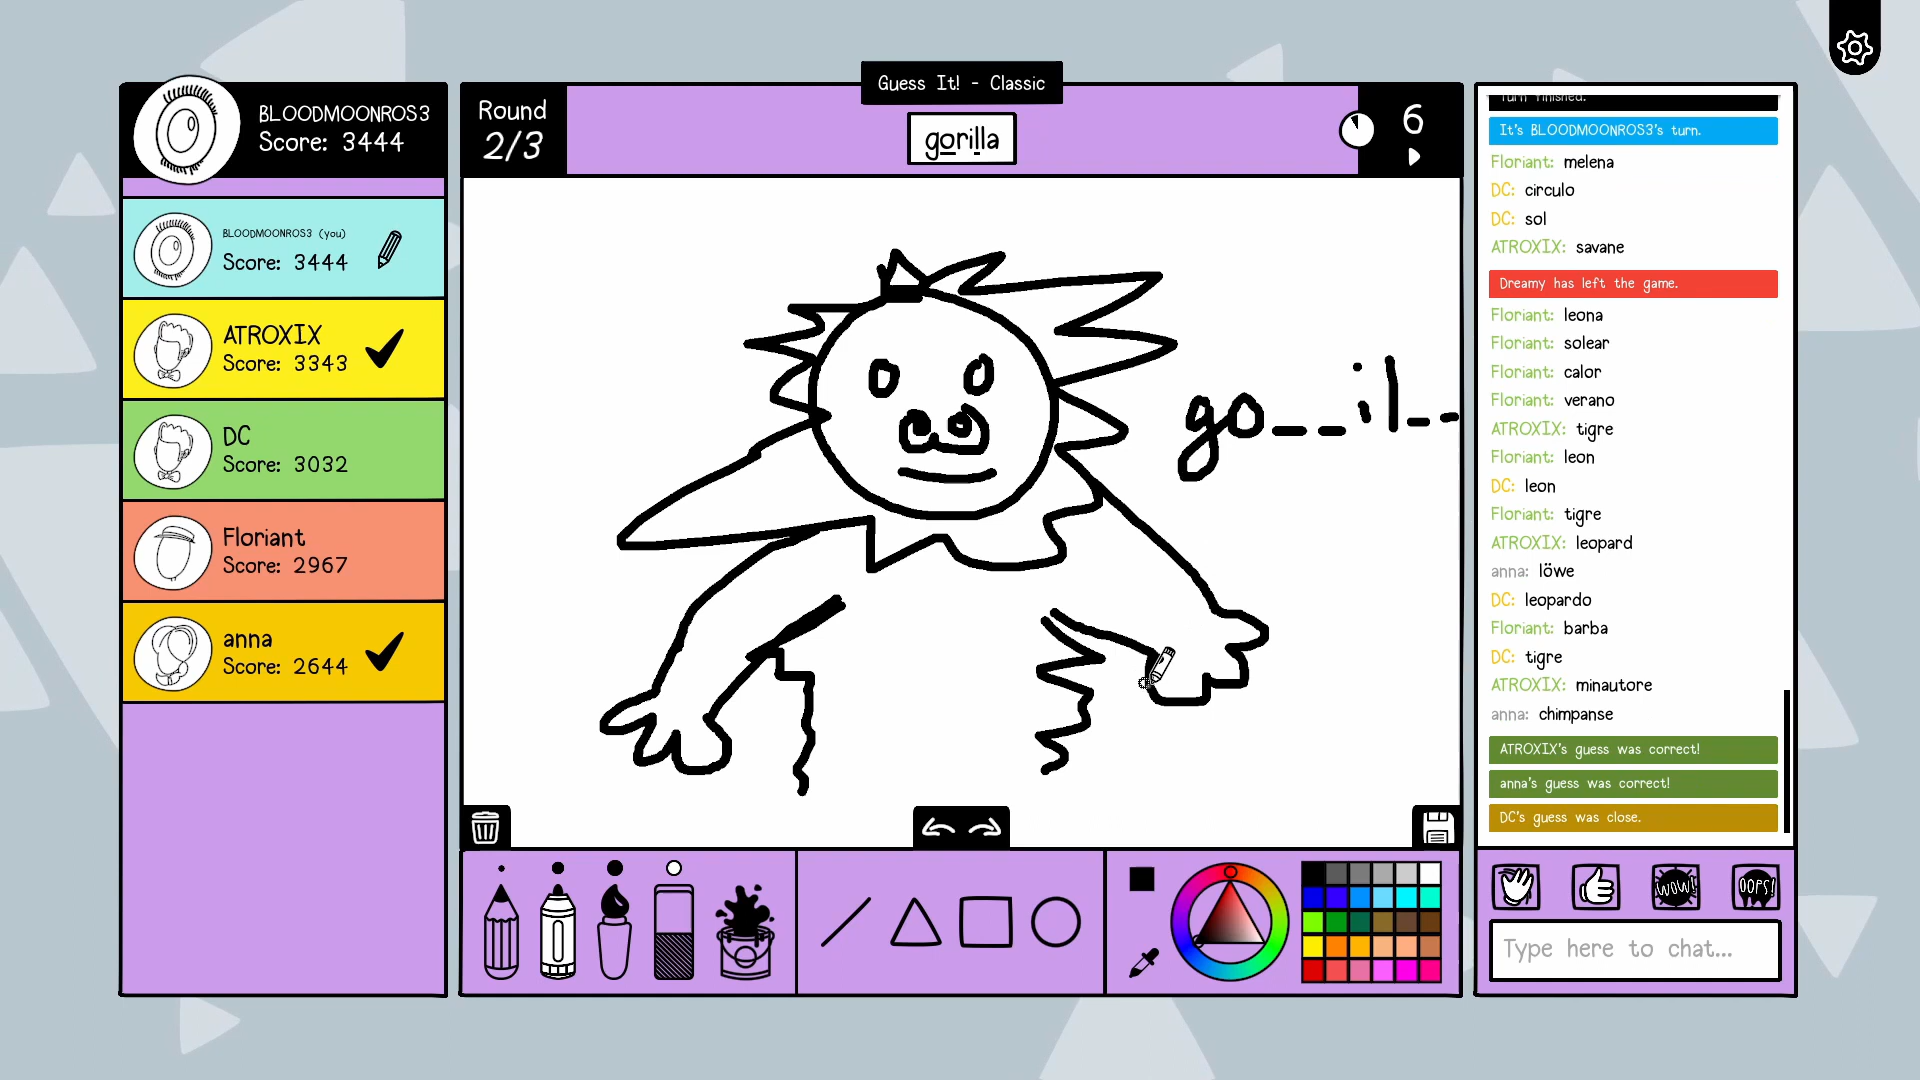 Guess It! - Classic
BLOODMOONROS3
Score: 3444
Round
2/3
gorilla
6
BLOODMOONROS3 (you)
Score: 3444
ATROXIX
Score: 3343
DC
Score: 3032
Floriant
Score: 2967
anna
Score: 2644
go__il--
Turn finished.
It's BLOODMOONROS3's turn.
Floriant: melena
DC: circulo
DC: sol
ATROXIX: savane
Dreamy has left the game.
Floriant: leona
Floriant: solear
Floriant: calor
Floriant: verano
ATROXIX: tigre
Floriant: leon
DC: leon
Floriant: tigre
ATROXIX: leopard
anna: löwe
DC: leopardo
Floriant: barba
DC: tigre
ATROXIX: minautore
anna: chimpanse
ATROXIX's guess was correct!
anna's guess was correct!
DC's guess was close.
WOW!
OOPS!
Type here to chat...